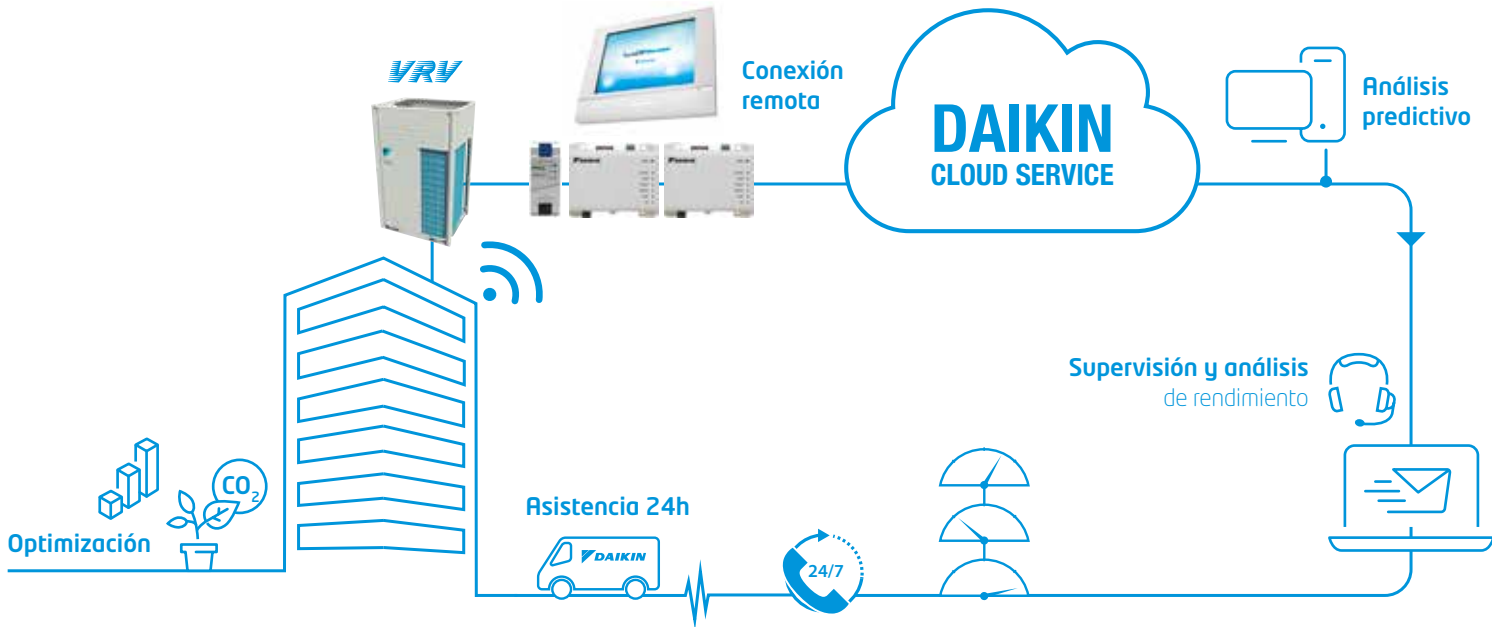 VRV
Conexión
remota
DAIKIN
CLOUD SERVICE
Análisis
predictivo
Supervisión y análisis
de rendimiento
CO2
Optimización
Asistencia 24h
DAIKIN
24/7